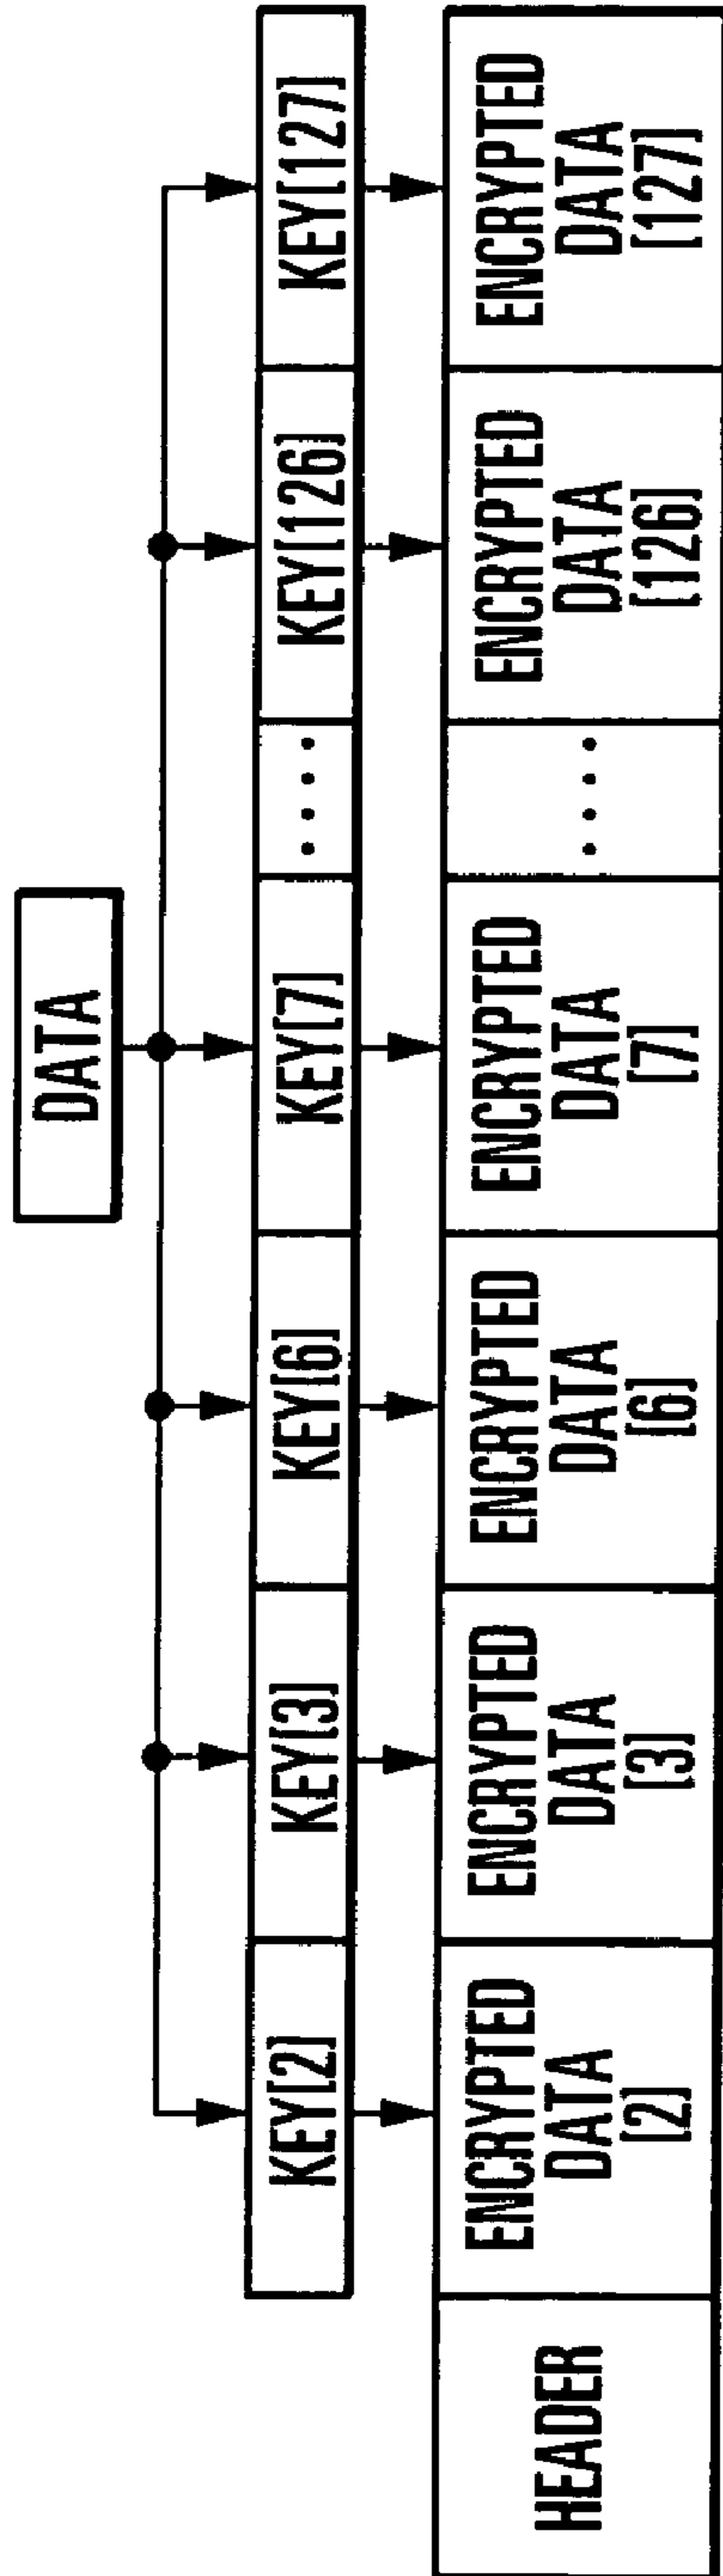 DATA
KEY[2]
KEY[3]
KEY[6]
KEY[7]
....
KEY[126]
KEY[127]
HEADER
ENCRYPTED
DATA
[2]
ENCRYPTED
DATA
[3]
ENCRYPTED
DATA
[6]
ENCRYPTED
DATA
[7]
....
ENCRYPTED
DATA
[126]
ENCRYPTED
DATA
[127]